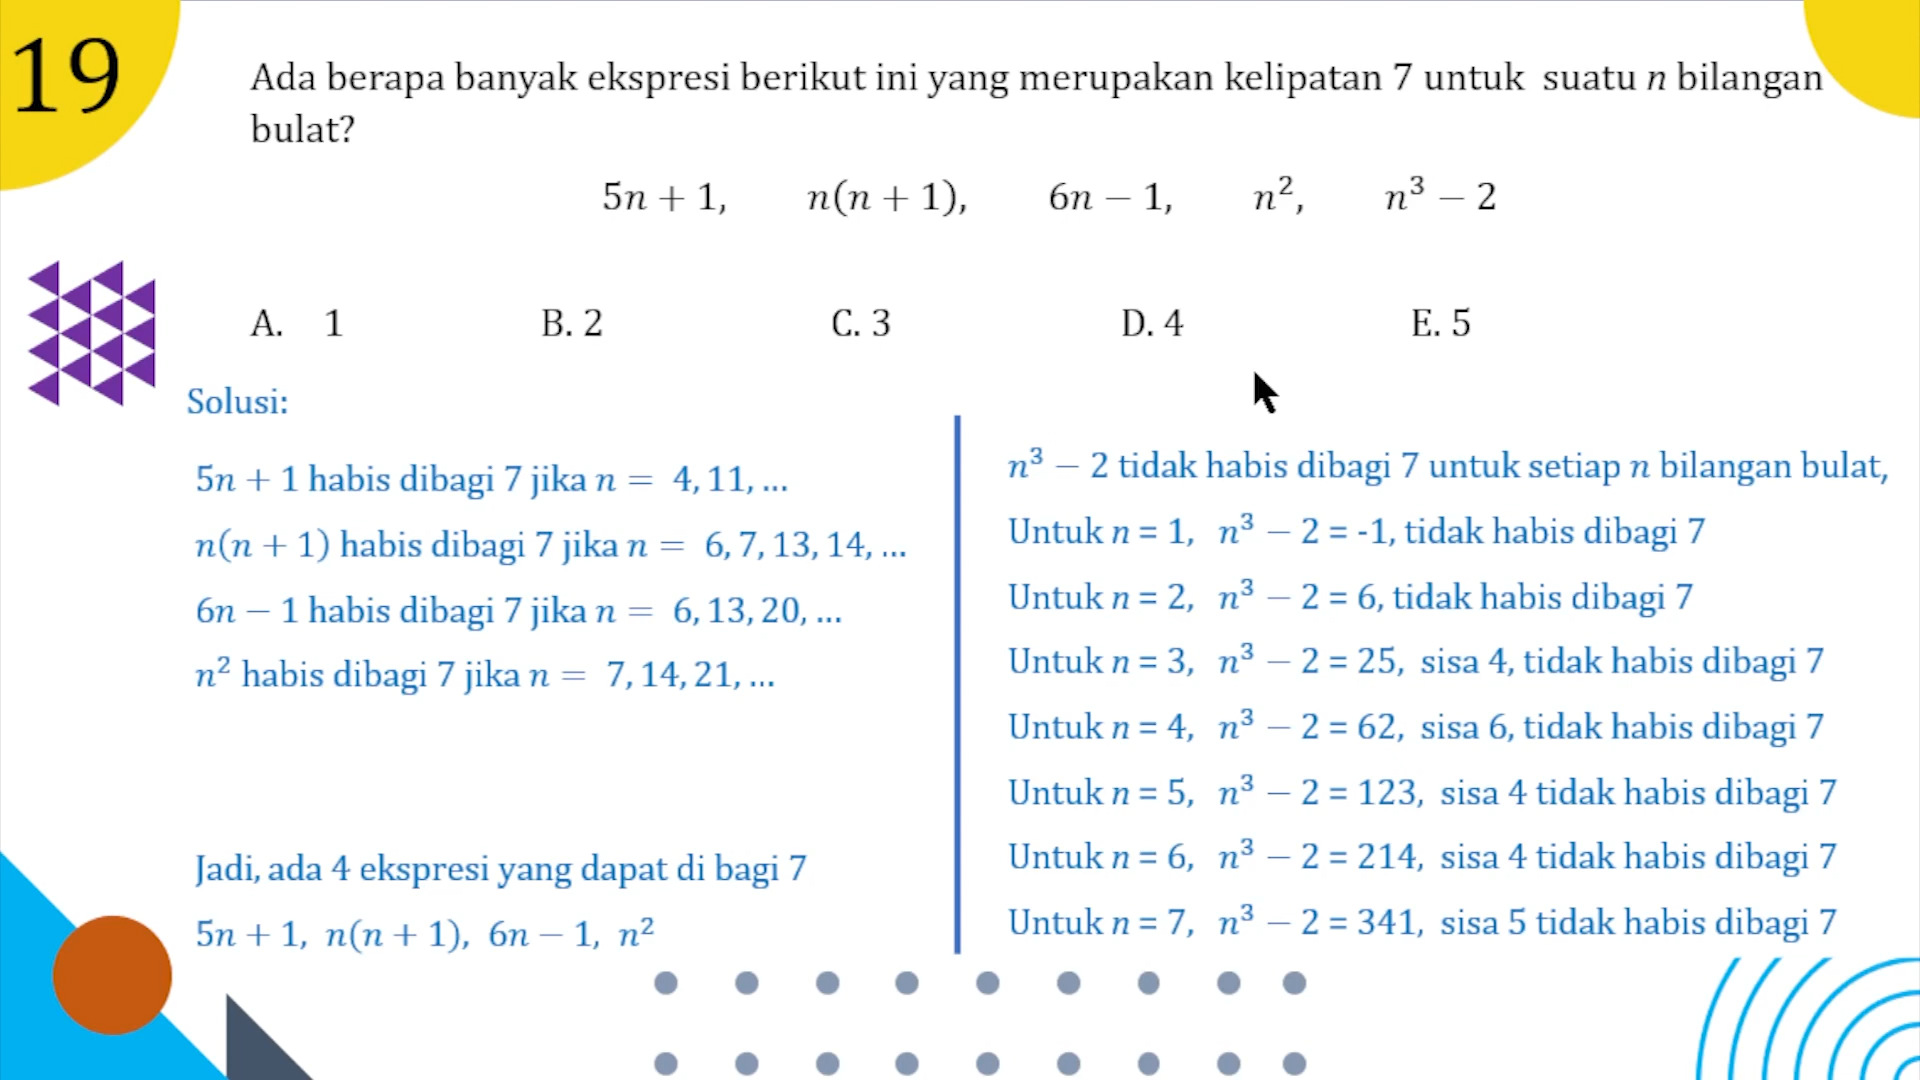 19
Ada berapa banyak ekspresi berikut ini yang merupakan kelipatan 7 untuk suatu n bilangan
bulat?
5n + 1, n(n + 1), 6n − 1, n², n³ − 2
A. 1 B. 2 C. 3 D. 4 E. 5
Solusi:
5n + 1 habis dibagi 7 jika n = 4, 11, ...
n(n + 1) habis dibagi 7 jika n = 6, 7, 13, 14, ...
6n − 1 habis dibagi 7 jika n = 6, 13, 20, ...
n² habis dibagi 7 jika n = 7, 14, 21, ...
Jadi, ada 4 ekspresi yang dapat di bagi 7
5n + 1, n(n + 1), 6n − 1, n²
n³ − 2 tidak habis dibagi 7 untuk setiap n bilangan bulat,
Untuk n = 1, n³ − 2 = -1, tidak habis dibagi 7
Untuk n = 2, n³ − 2 = 6, tidak habis dibagi 7
Untuk n = 3, n³ − 2 = 25, sisa 4, tidak habis dibagi 7
Untuk n = 4, n³ − 2 = 62, sisa 6, tidak habis dibagi 7
Untuk n = 5, n³ − 2 = 123, sisa 4 tidak habis dibagi 7
Untuk n = 6, n³ − 2 = 214, sisa 4 tidak habis dibagi 7
Untuk n = 7, n³ − 2 = 341, sisa 5 tidak habis dibagi 7